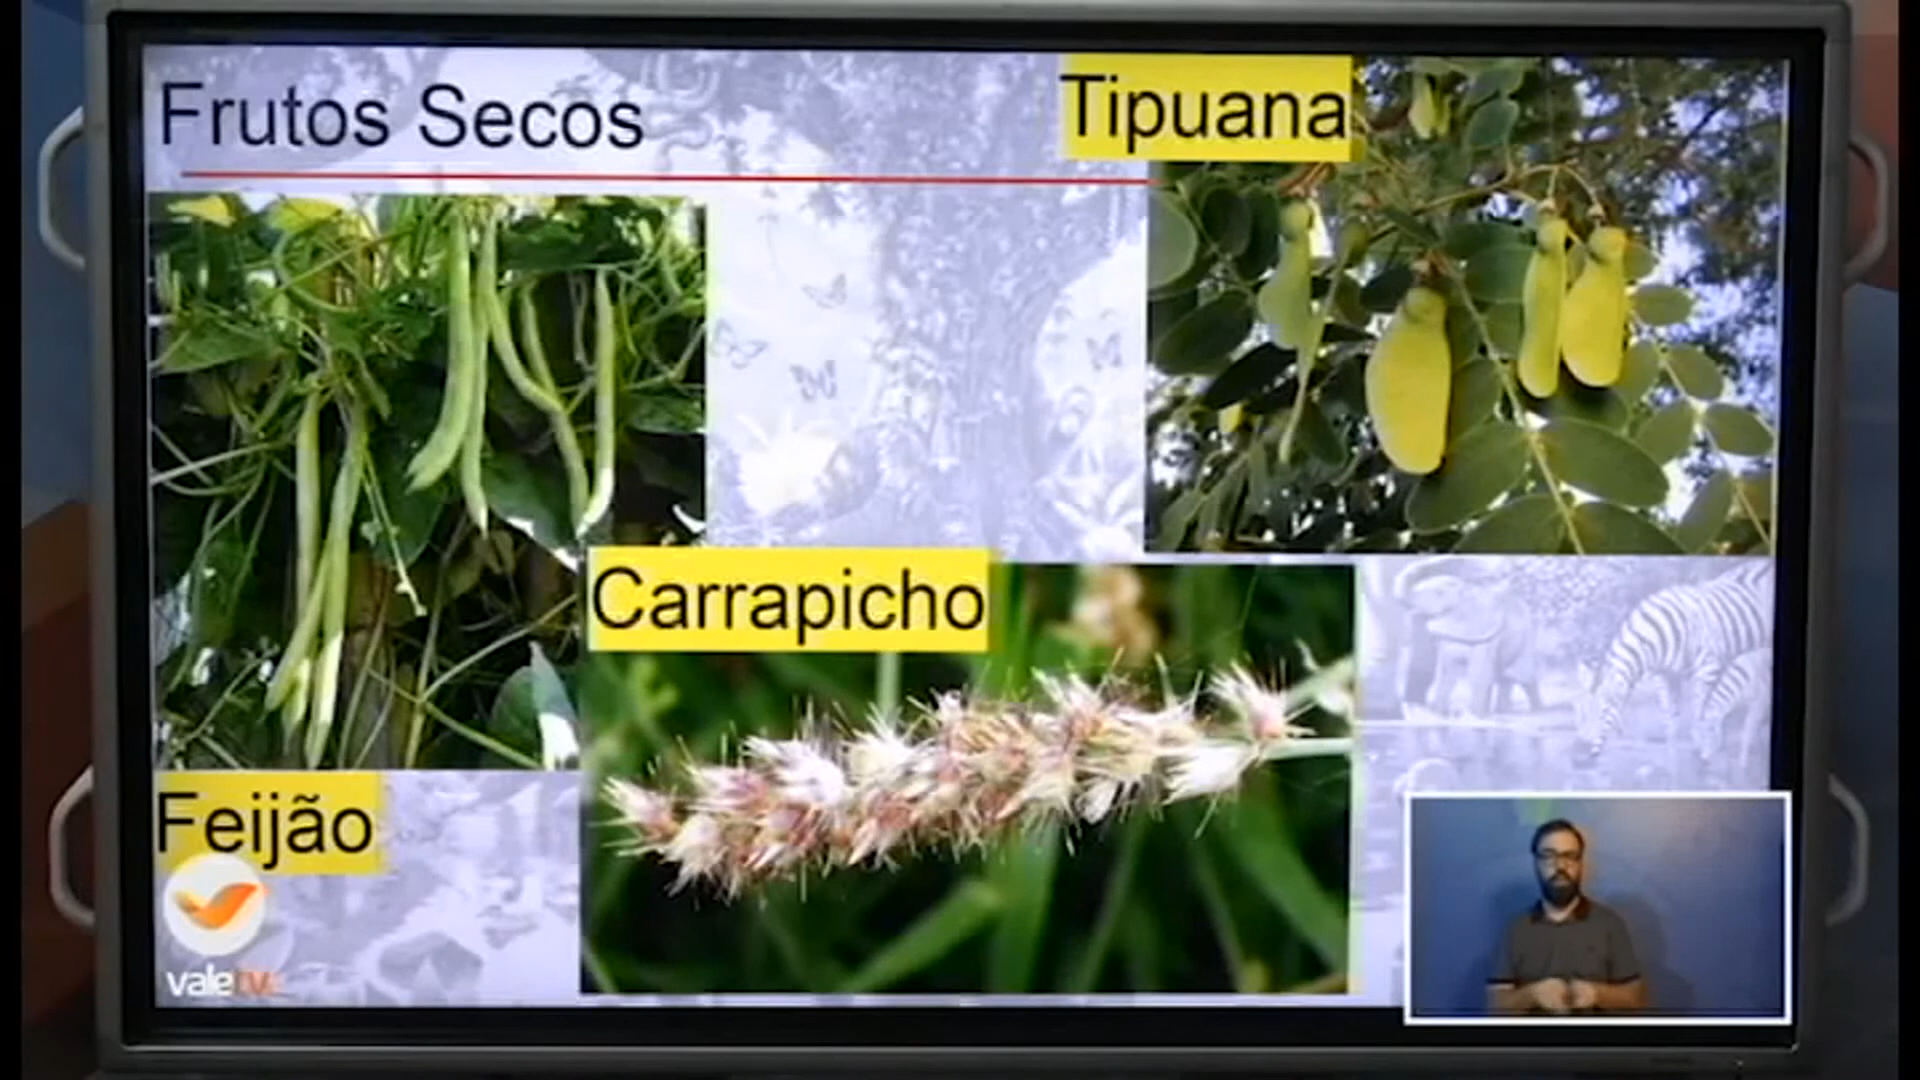 Frutos Secos
Tipuana
Carrapicho
Feijão
valetv.